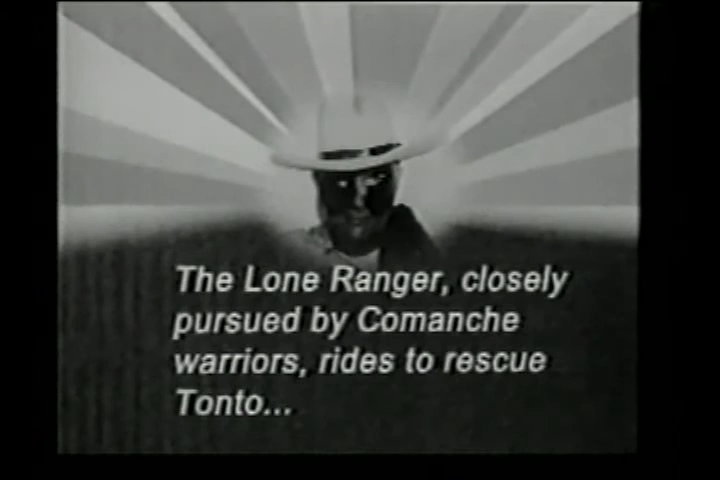 The Lone Ranger, closely
pursued by Comanche
warriors, rides to rescue
Tonto...